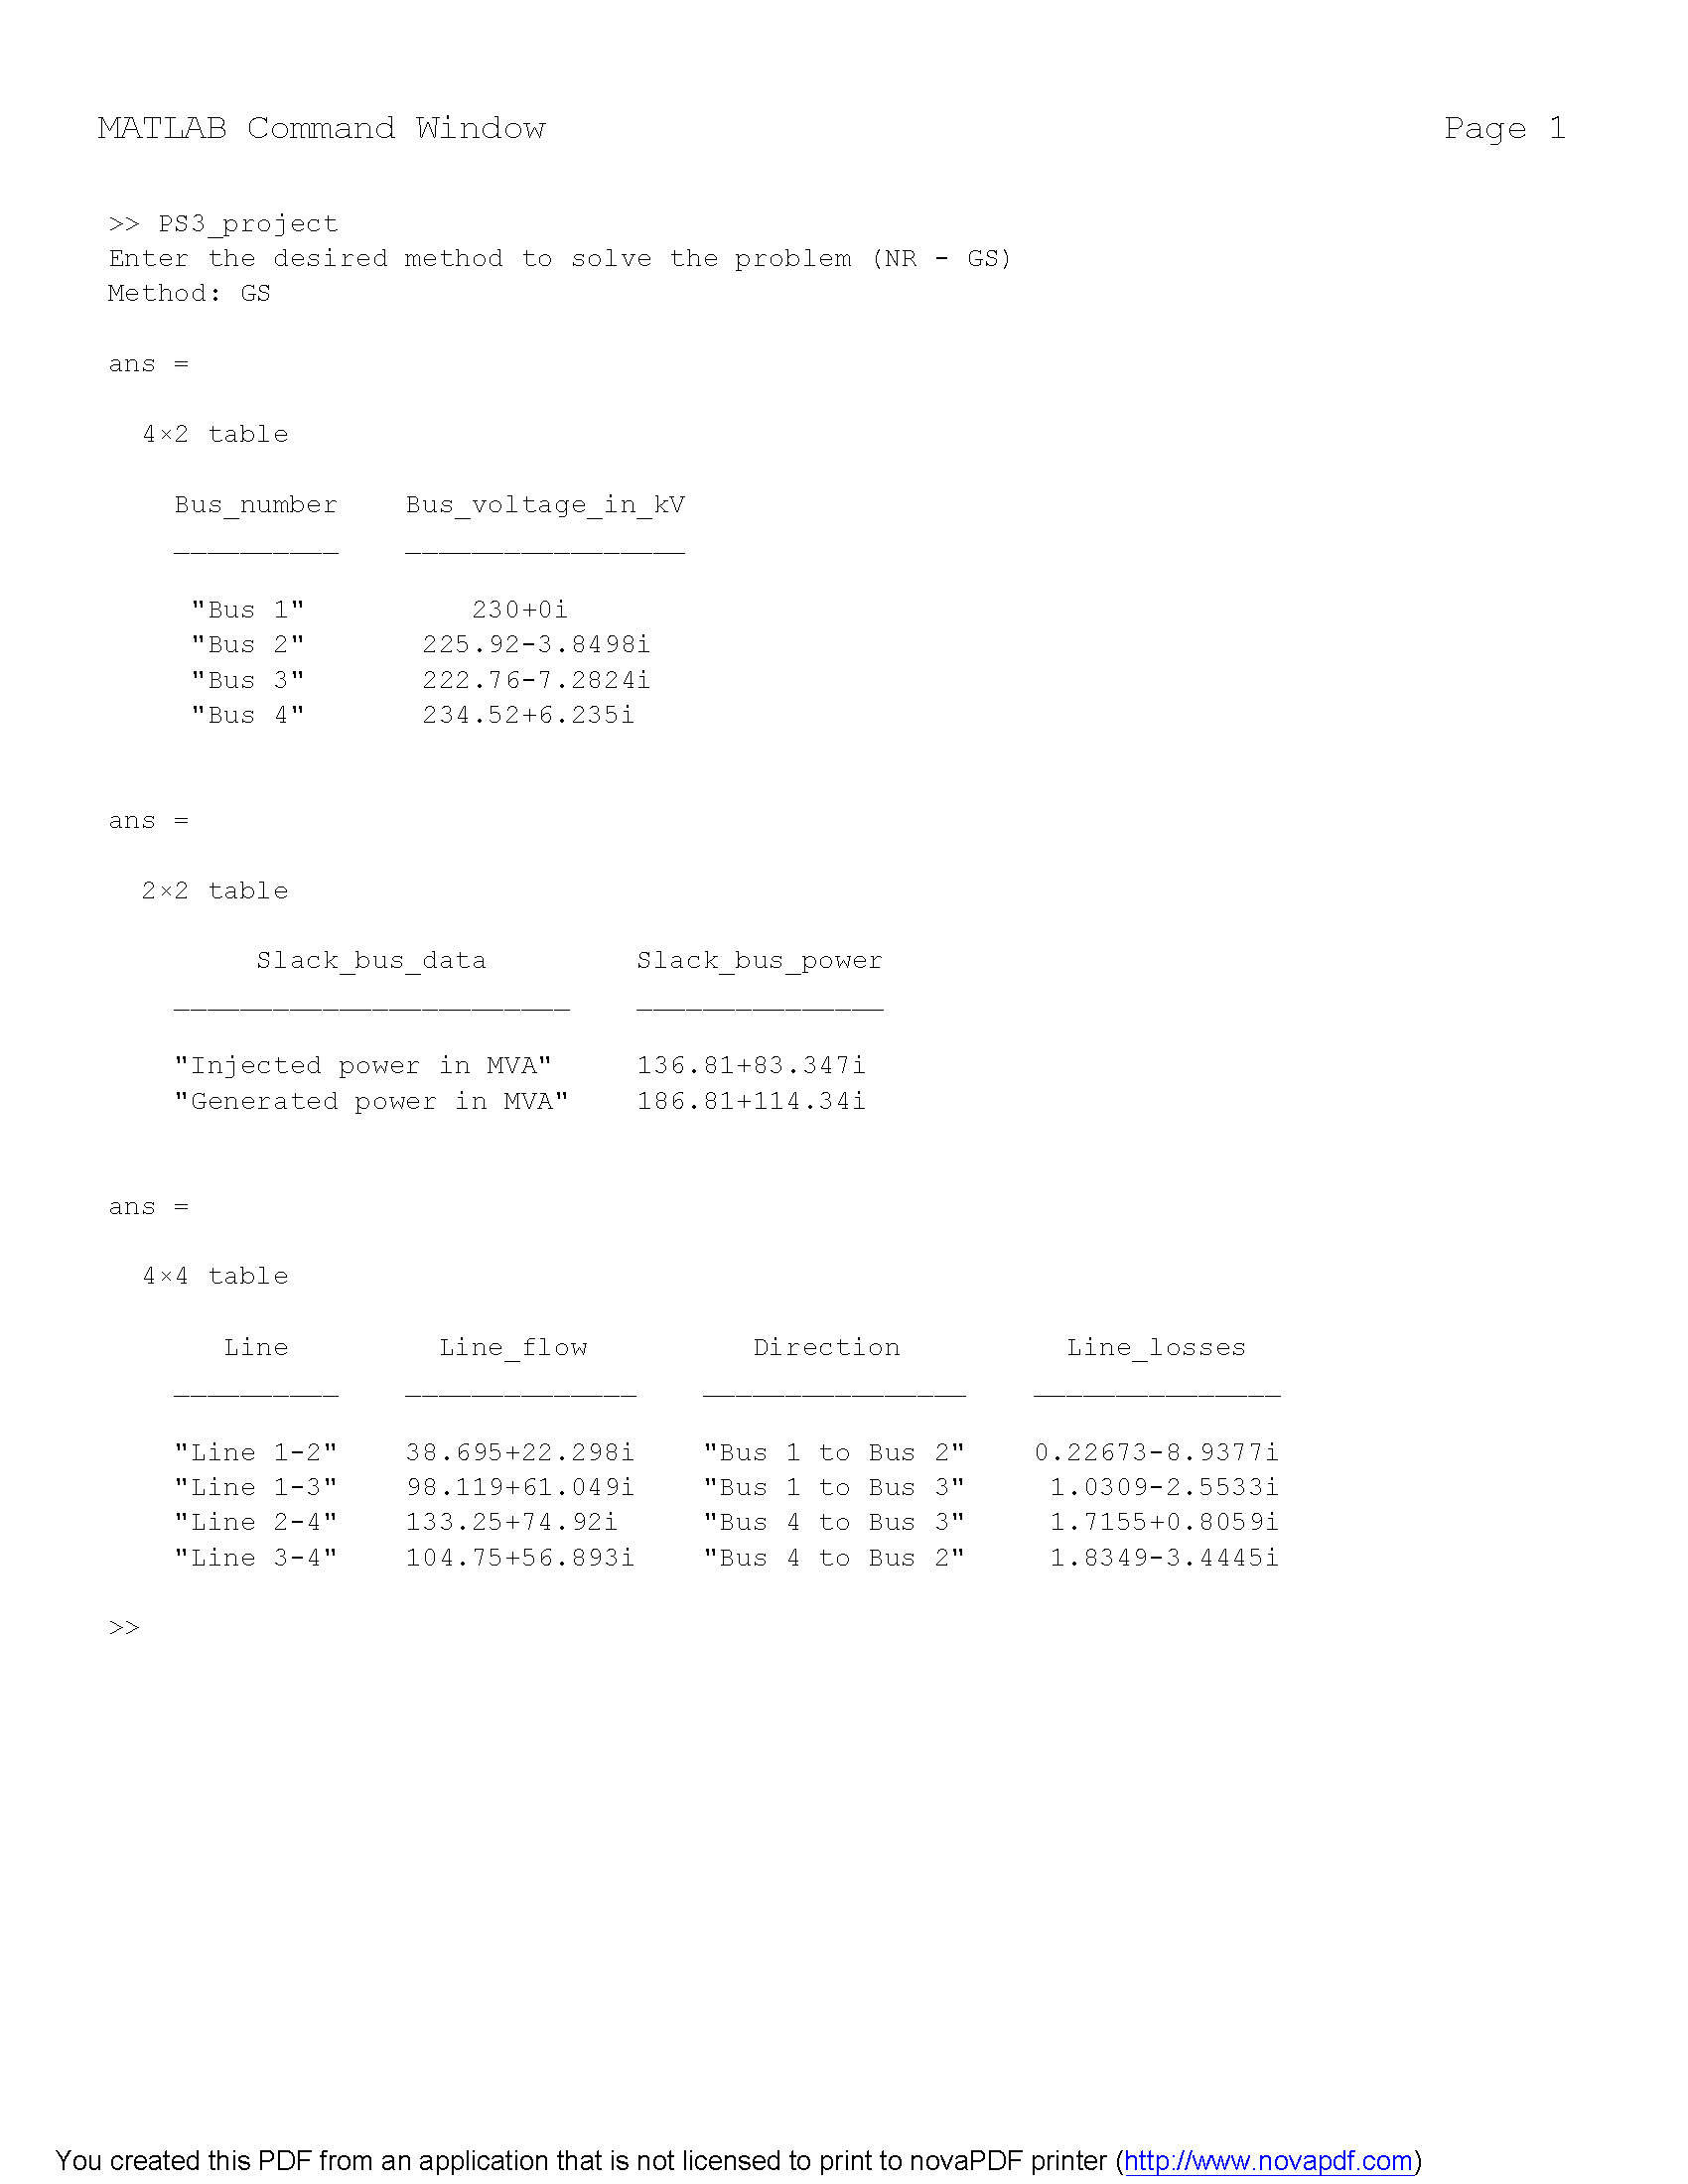 MATLAB Command Window Page 1
>> PS3_project
Enter the desired method to solve the problem (NR - GS)
Method: GS
ans =
4×2 table
Bus_number Bus_voltage_in_kV
__________ _________________
"Bus 1" 230+0i
"Bus 2" 225.92-3.8498i
"Bus 3" 222.76-7.2824i
"Bus 4" 234.52+6.235i
ans =
2×2 table
Slack_bus_data Slack_bus_power
________________________ _______________
"Injected power in MVA" 136.81+83.347i
"Generated power in MVA" 186.81+114.34i
ans =
4×4 table
Line Line_flow Direction Line_losses
__________ ______________ ________________ _______________
"Line 1-2" 38.695+22.298i "Bus 1 to Bus 2" 0.22673-8.9377i
"Line 1-3" 98.119+61.049i "Bus 1 to Bus 3" 1.0309-2.5533i
"Line 2-4" 133.25+74.92i "Bus 4 to Bus 3" 1.7155+0.8059i
"Line 3-4" 104.75+56.893i "Bus 4 to Bus 2" 1.8349-3.4445i
>>
You created this PDF from an application that is not licensed to print to novaPDF printer (http://www.novapdf.com)